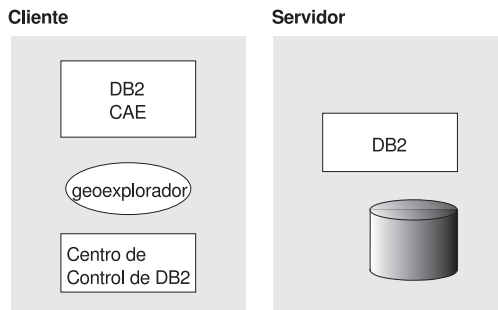 Cliente
Servidor
DB2
CAE
geoexplorador
Centro de
Control de DB2
DB2